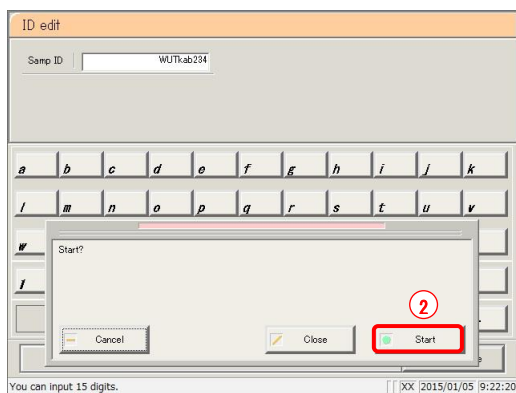 ID edit
Samp ID WUTkab234
a b c d e f g h i j k
l m n o p q r s t u v
w
Start?
1
2
Cancel Close Start
You can input 15 digits. XX 2015/01/05 9:22:20